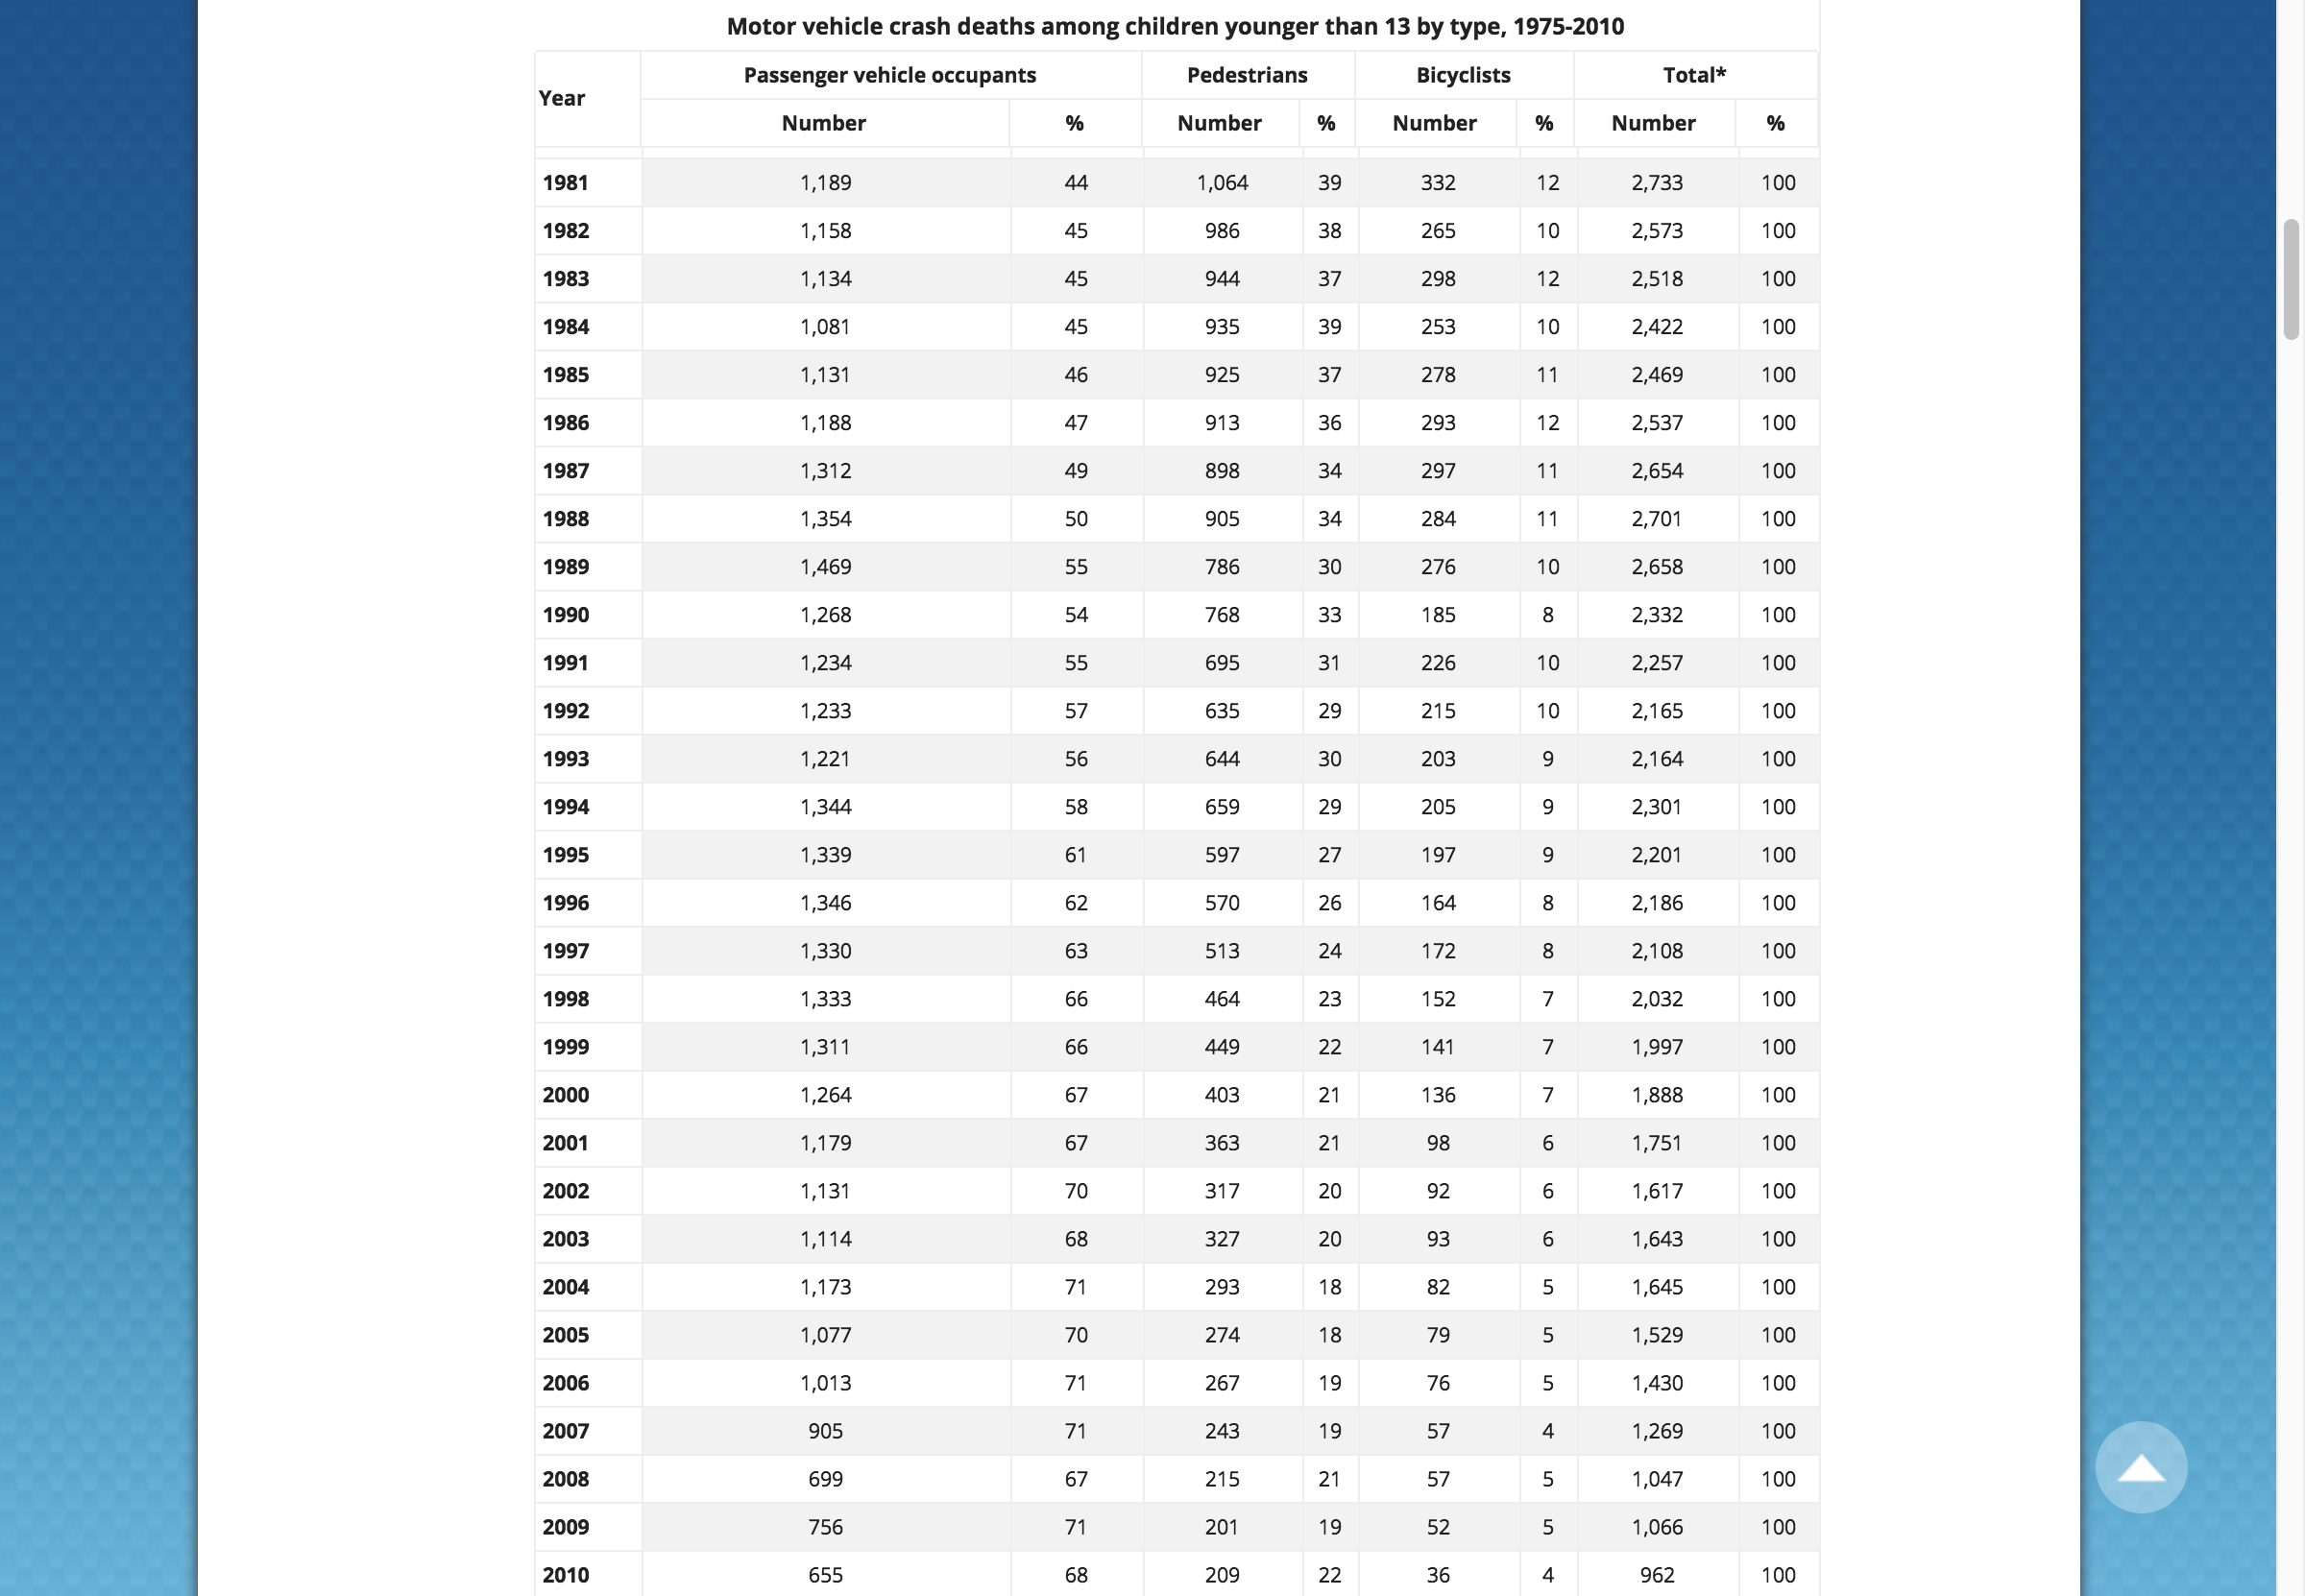 Motor vehicle crash deaths among children younger than 13 by type, 1975-2010
Year Passenger vehicle occupants Pedestrians Bicyclists Total*
Number % Number % Number % Number %
1981 1,189 44 1,064 39 332 12 2,733 100
1982 1,158 45 986 38 265 10 2,573 100
1983 1,134 45 944 37 298 12 2,518 100
1984 1,081 45 935 39 253 10 2,422 100
1985 1,131 46 925 37 278 11 2,469 100
1986 1,188 47 913 36 293 12 2,537 100
1987 1,312 49 898 34 297 11 2,654 100
1988 1,354 50 905 34 284 11 2,701 100
1989 1,469 55 786 30 276 10 2,658 100
1990 1,268 54 768 33 185 8 2,332 100
1991 1,234 55 695 31 226 10 2,257 100
1992 1,233 57 635 29 215 10 2,165 100
1993 1,221 56 644 30 203 9 2,164 100
1994 1,344 58 659 29 205 9 2,301 100
1995 1,339 61 597 27 197 9 2,201 100
1996 1,346 62 570 26 164 8 2,186 100
1997 1,330 63 513 24 172 8 2,108 100
1998 1,333 66 464 23 152 7 2,032 100
1999 1,311 66 449 22 141 7 1,997 100
2000 1,264 67 403 21 136 7 1,888 100
2001 1,179 67 363 21 98 6 1,751 100
2002 1,131 70 317 20 92 6 1,617 100
2003 1,114 68 327 20 93 6 1,643 100
2004 1,173 71 293 18 82 5 1,645 100
2005 1,077 70 274 18 79 5 1,529 100
2006 1,013 71 267 19 76 5 1,430 100
2007 905 71 243 19 57 4 1,269 100
2008 699 67 215 21 57 5 1,047 100
2009 756 71 201 19 52 5 1,066 100
2010 655 68 209 22 36 4 962 100